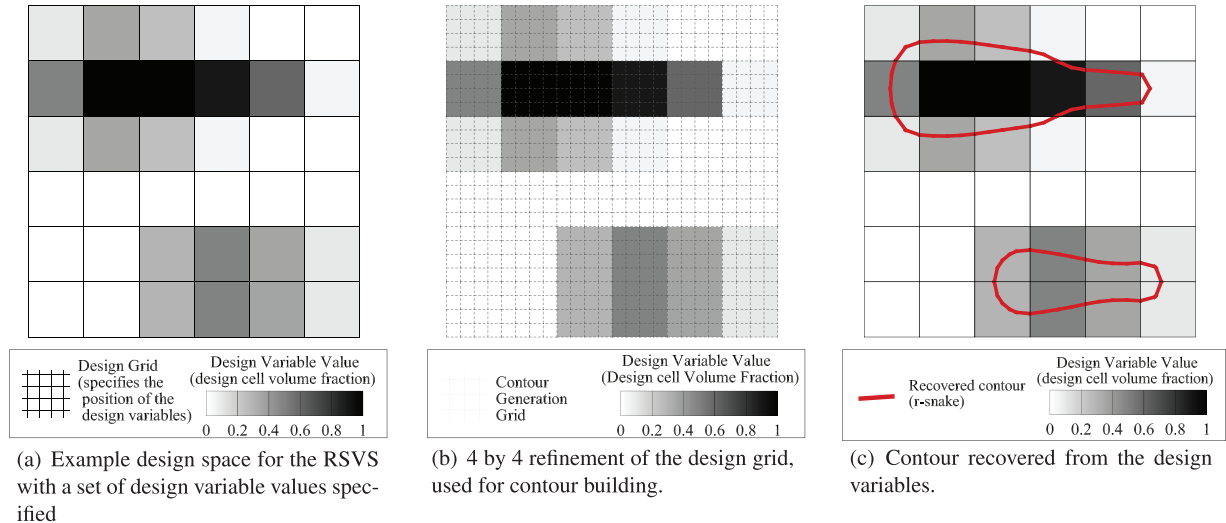 Design Grid
(specifies the
position of the
design variables)
Design Variable Value
(design cell volume fraction)
0 0.2 0.4 0.6 0.8 1
Contour
Generation
Grid
Design Variable Value
(Design cell Volume Fraction)
0 0.2 0.4 0.6 0.8 1
Recovered contour
(r-snake)
Design Variable Value
(design cell volume fraction)
0 0.2 0.4 0.6 0.8 1
(a) Example design space for the RSVS
with a set of design variable values spec-
ified
(b) 4 by 4 refinement of the design grid,
used for contour building.
(c) Contour recovered from the design
variables.